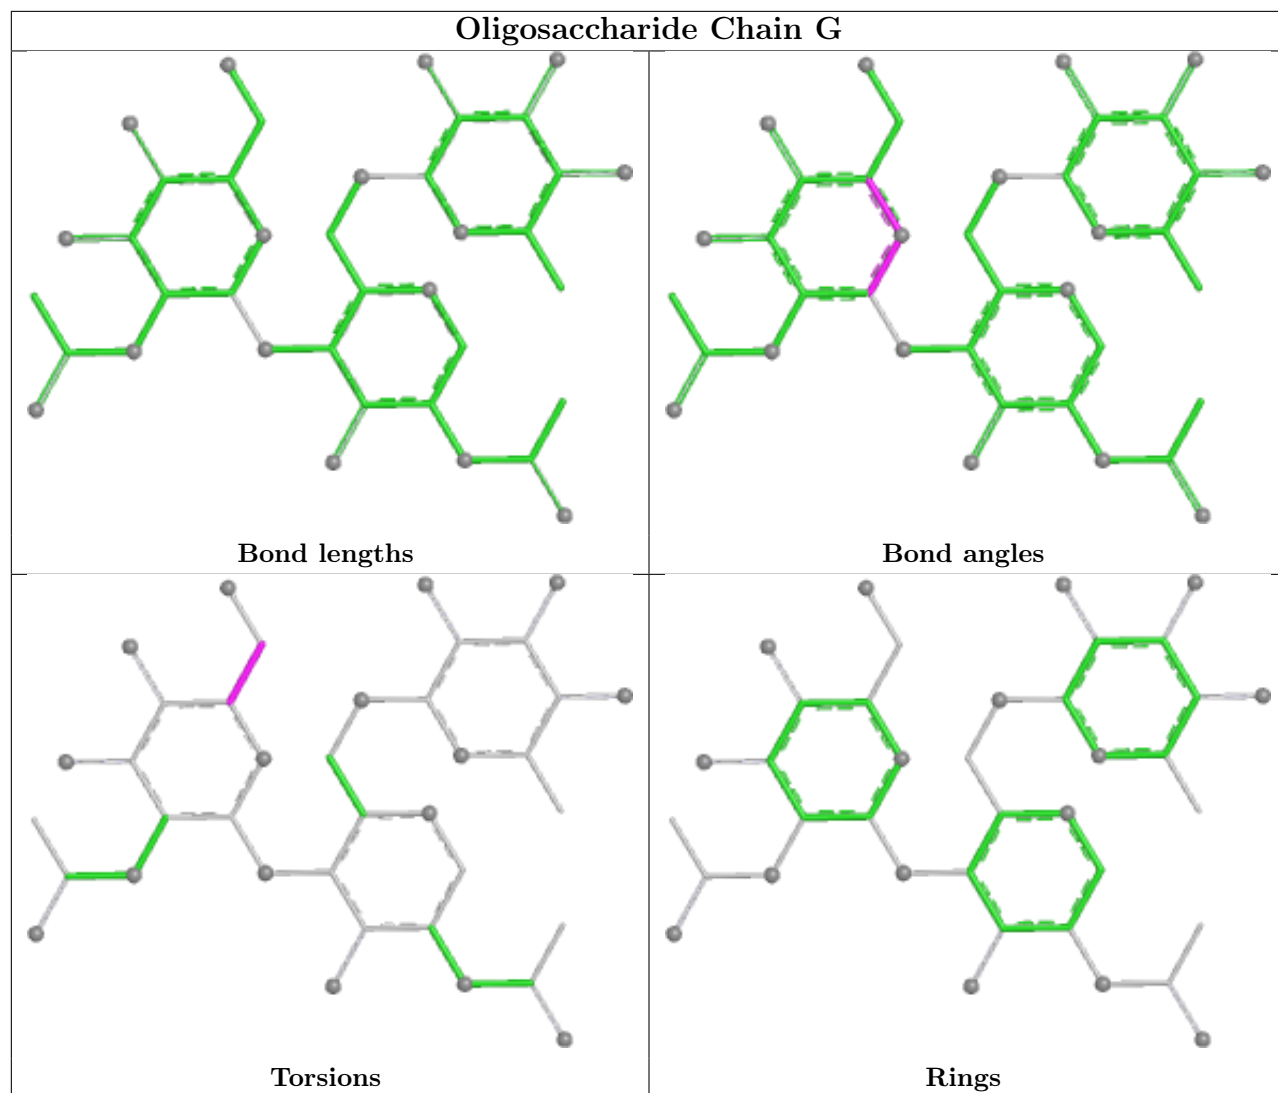 Oligosaccharide Chain G
Bond lengths
Bond angles
Torsions
Rings